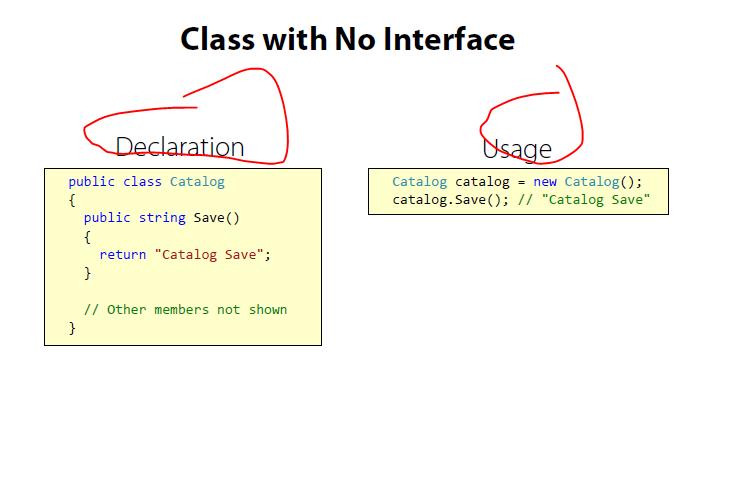 Class with No Interface
Declaration
public class Catalog
{
public string Save()
{
return "Catalog Save";
}
// Other members not shown
}
Usage
Catalog catalog = new Catalog();
catalog.Save(); // "Catalog Save"